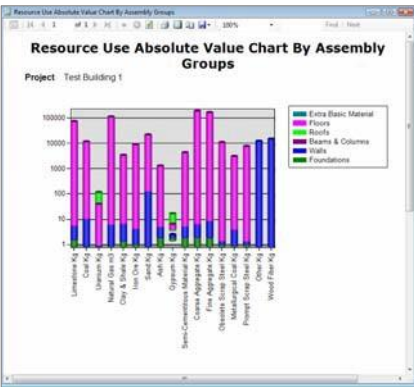 Resource Use Absolute Value Chart By Assembly Groups
1 of 1 100% Find | Next
Resource Use Absolute Value Chart By Assembly
Groups
Project Test Building 1
100000
10000
1000
100
10
1
Extra Basic Material
Floors
Roofs
Beams & Columns
Walls
Foundations
Limestone Kg
Coal Kg
Uranium Kg
Natural Gas m3
Clay & Shale Kg
Iron Ore Kg
Sand Kg
Ash Kg
Gypsum Kg
Semi-Cementitious Material Kg
Coarse Aggregate Kg
Fine Aggregate Kg
Obsolete Scrap Steel Kg
Metallurgical Coal Kg
Prompt Scrap Steel Kg
Other Kg
Wood Fiber Kg